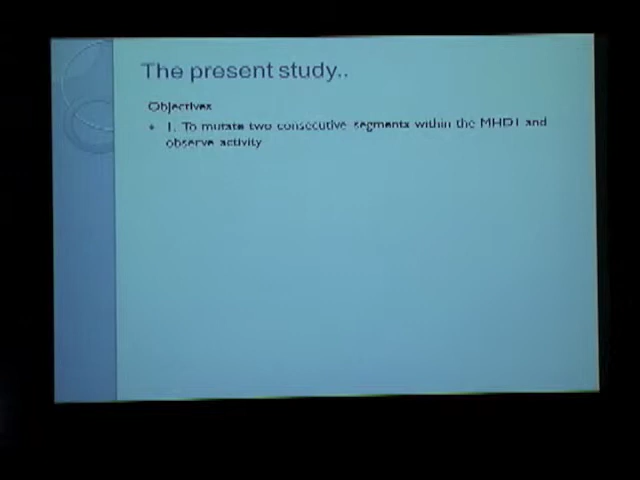 The present study..
Objectives
1. To mutate two consecutive segments within the MHD1 and
observe activity